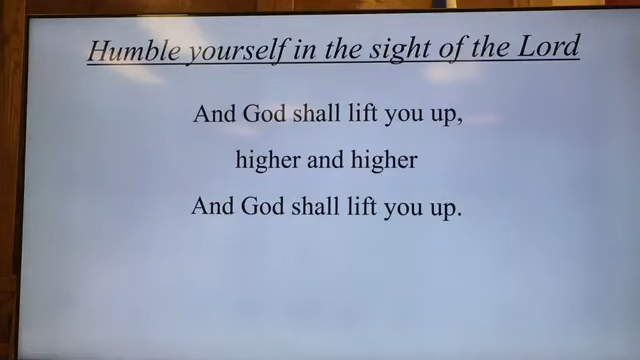 Humble yourself in the sight of the Lord
And God shall lift you up,
higher and higher
And God shall lift you up.